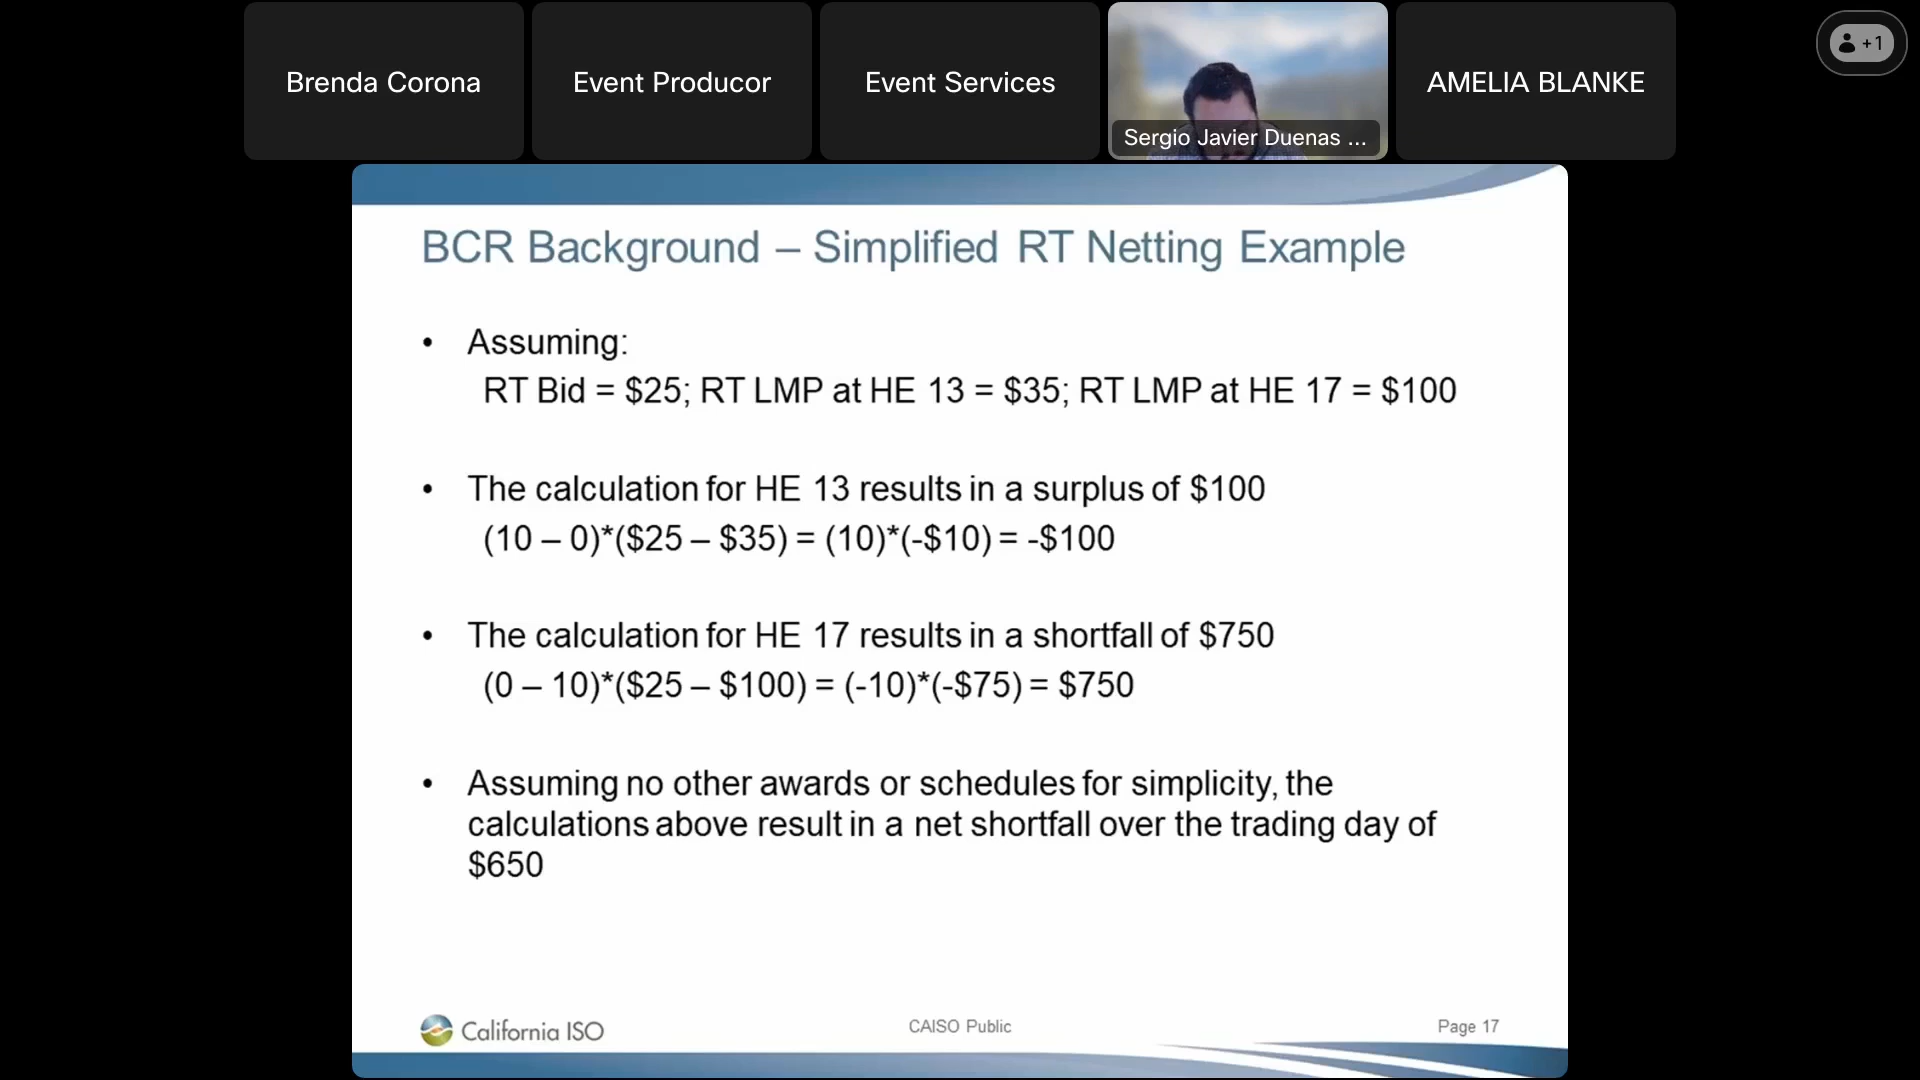 Brenda Corona
Event Producor
Event Services
Sergio Javier Duenas ...
AMELIA BLANKE
+1
BCR Background – Simplified RT Netting Example
• Assuming:
RT Bid = $25; RT LMP at HE 13 = $35; RT LMP at HE 17 = $100
• The calculation for HE 13 results in a surplus of $100
(10 – 0)*($25 – $35) = (10)*(-$10) = -$100
• The calculation for HE 17 results in a shortfall of $750
(0 – 10)*($25 – $100) = (-10)*(-$75) = $750
• Assuming no other awards or schedules for simplicity, the
calculations above result in a net shortfall over the trading day of
$650
California ISO
CAISO Public
Page 17